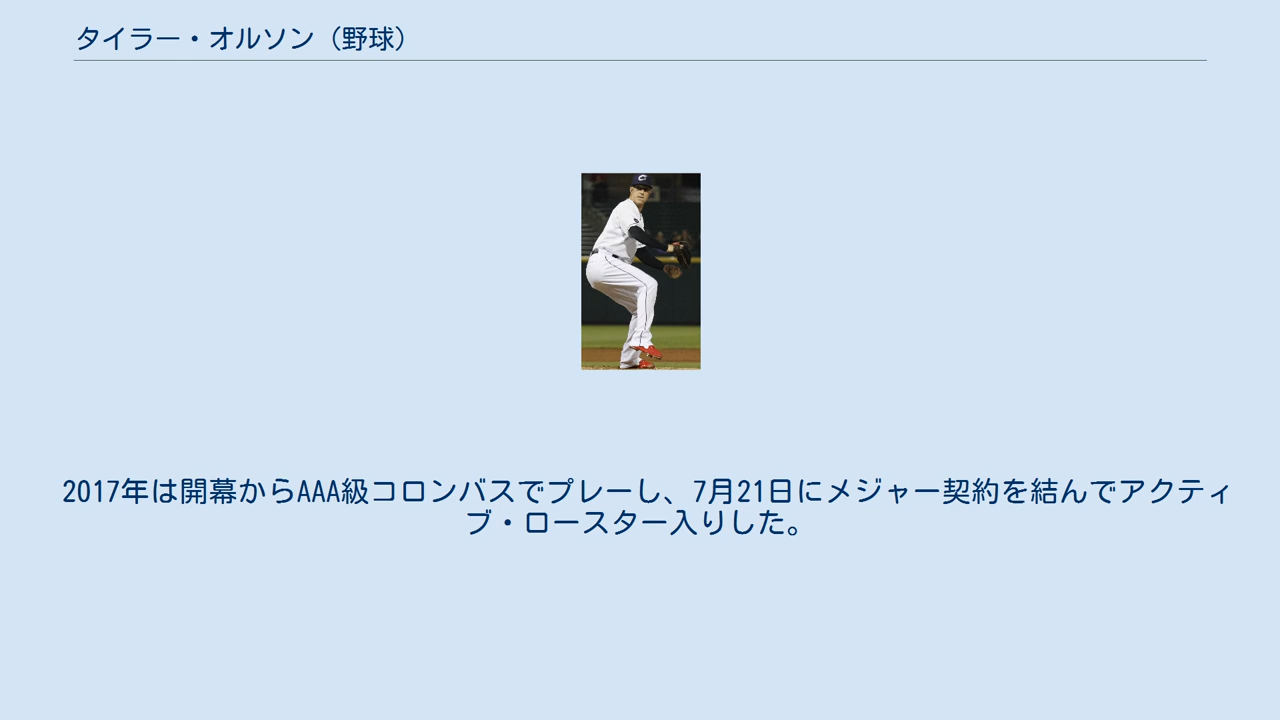 タイラー・オルソン（野球）
2017年は開幕からAAA級コロンバスでプレーし、7月21日にメジャー契約を結んでアクティ
ブ・ロースター入りした。